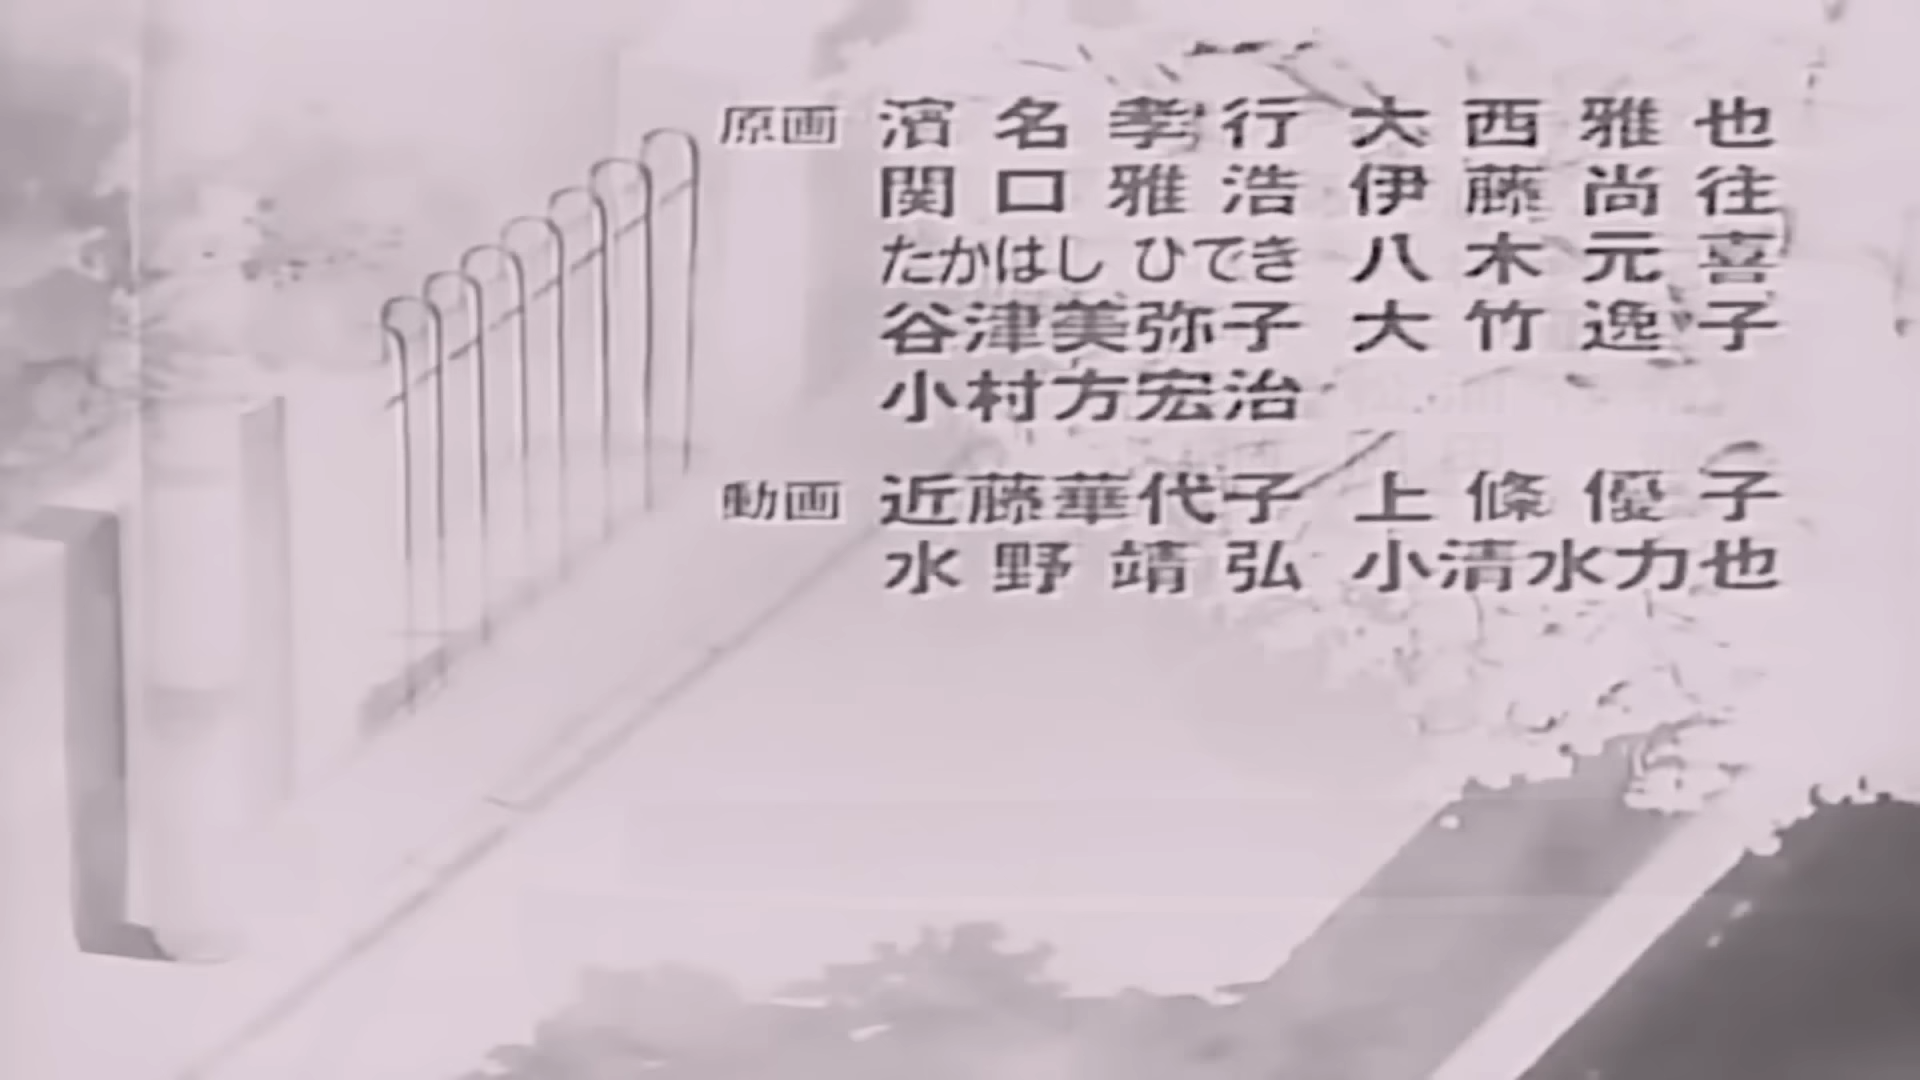 原画 濱名孝行 大西雅也
関口雅浩 伊藤尚往
たかはしひでき 八木元喜
谷津美弥子 大竹逸子
小村方宏治
動画 近藤華代子 上條優子
水野靖弘 小清水力也